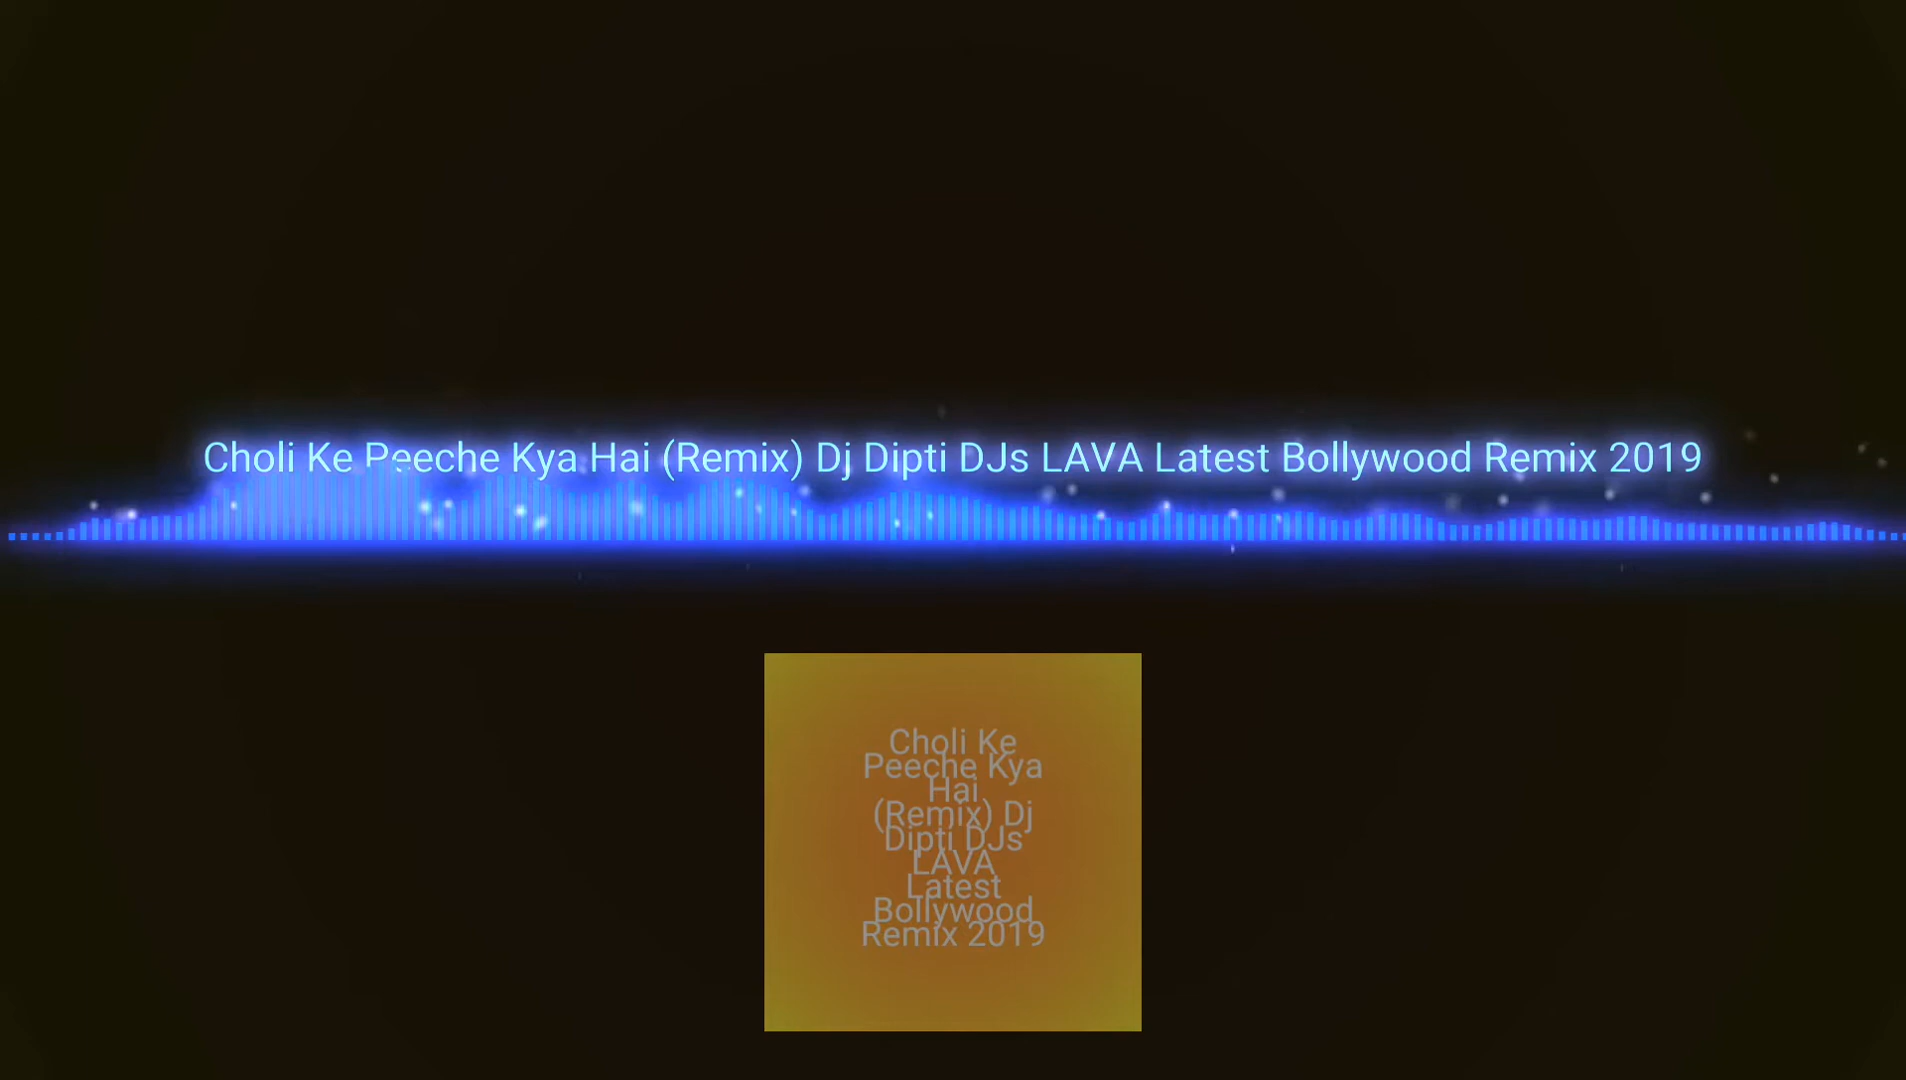 Choli Ke Peeche Kya Hai (Remix) Dj Dipti DJs LAVA Latest Bollywood Remix 2019
Choli Ke
Peeche Kya
Hai
(Remix) Dj
Dipti DJs
LAVA
Latest
Bollywood
Remix 2019